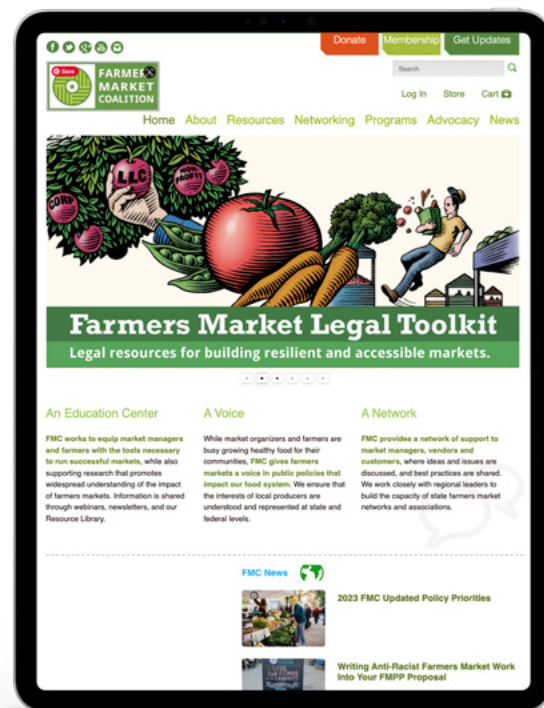 Donate Membership Get Updates
Save
FARMERS
MARKET
COALITION
Search
Log In Store Cart
Home About Resources Networking Programs Advocacy News
CORP
LLC
NON
PROFIT
Farmers Market Legal Toolkit
Legal resources for building resilient and accessible markets.
An Education Center
FMC works to equip market managers
and farmers with the tools necessary
to run successful markets, while also
supporting research that promotes
widespread understanding of the impact
of farmers markets. Information is shared
through webinars, newsletters, and our
Resource Library.
A Voice
While market organizers and farmers are
busy growing healthy food for their
communities, FMC gives farmers
markets a voice in public policies that
impact our food system. We ensure that
the interests of local producers are
understood and represented at state and
federal levels.
A Network
FMC provides a network of support to
market managers, vendors and
customers, where ideas and issues are
discussed, and best practices are shared.
We work closely with regional leaders to
build the capacity of state farmers market
networks and associations.
FMC News
2023 FMC Updated Policy Priorities
Writing Anti-Racist Farmers Market Work
Into Your FMPP Proposal